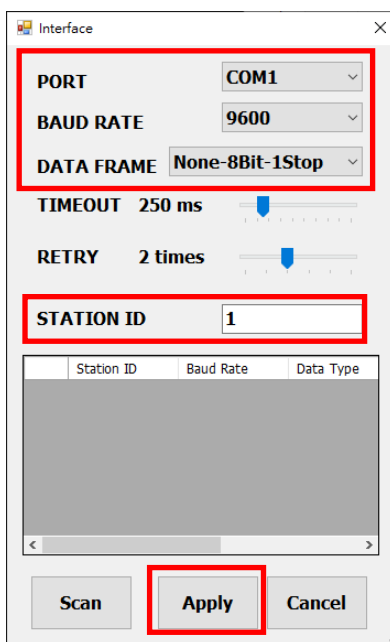 Interface
PORT COM1
BAUD RATE 9600
DATA FRAME None-8Bit-1Stop
TIMEOUT 250 ms
RETRY 2 times
STATION ID 1
Station ID Baud Rate Data Type
Scan Apply Cancel